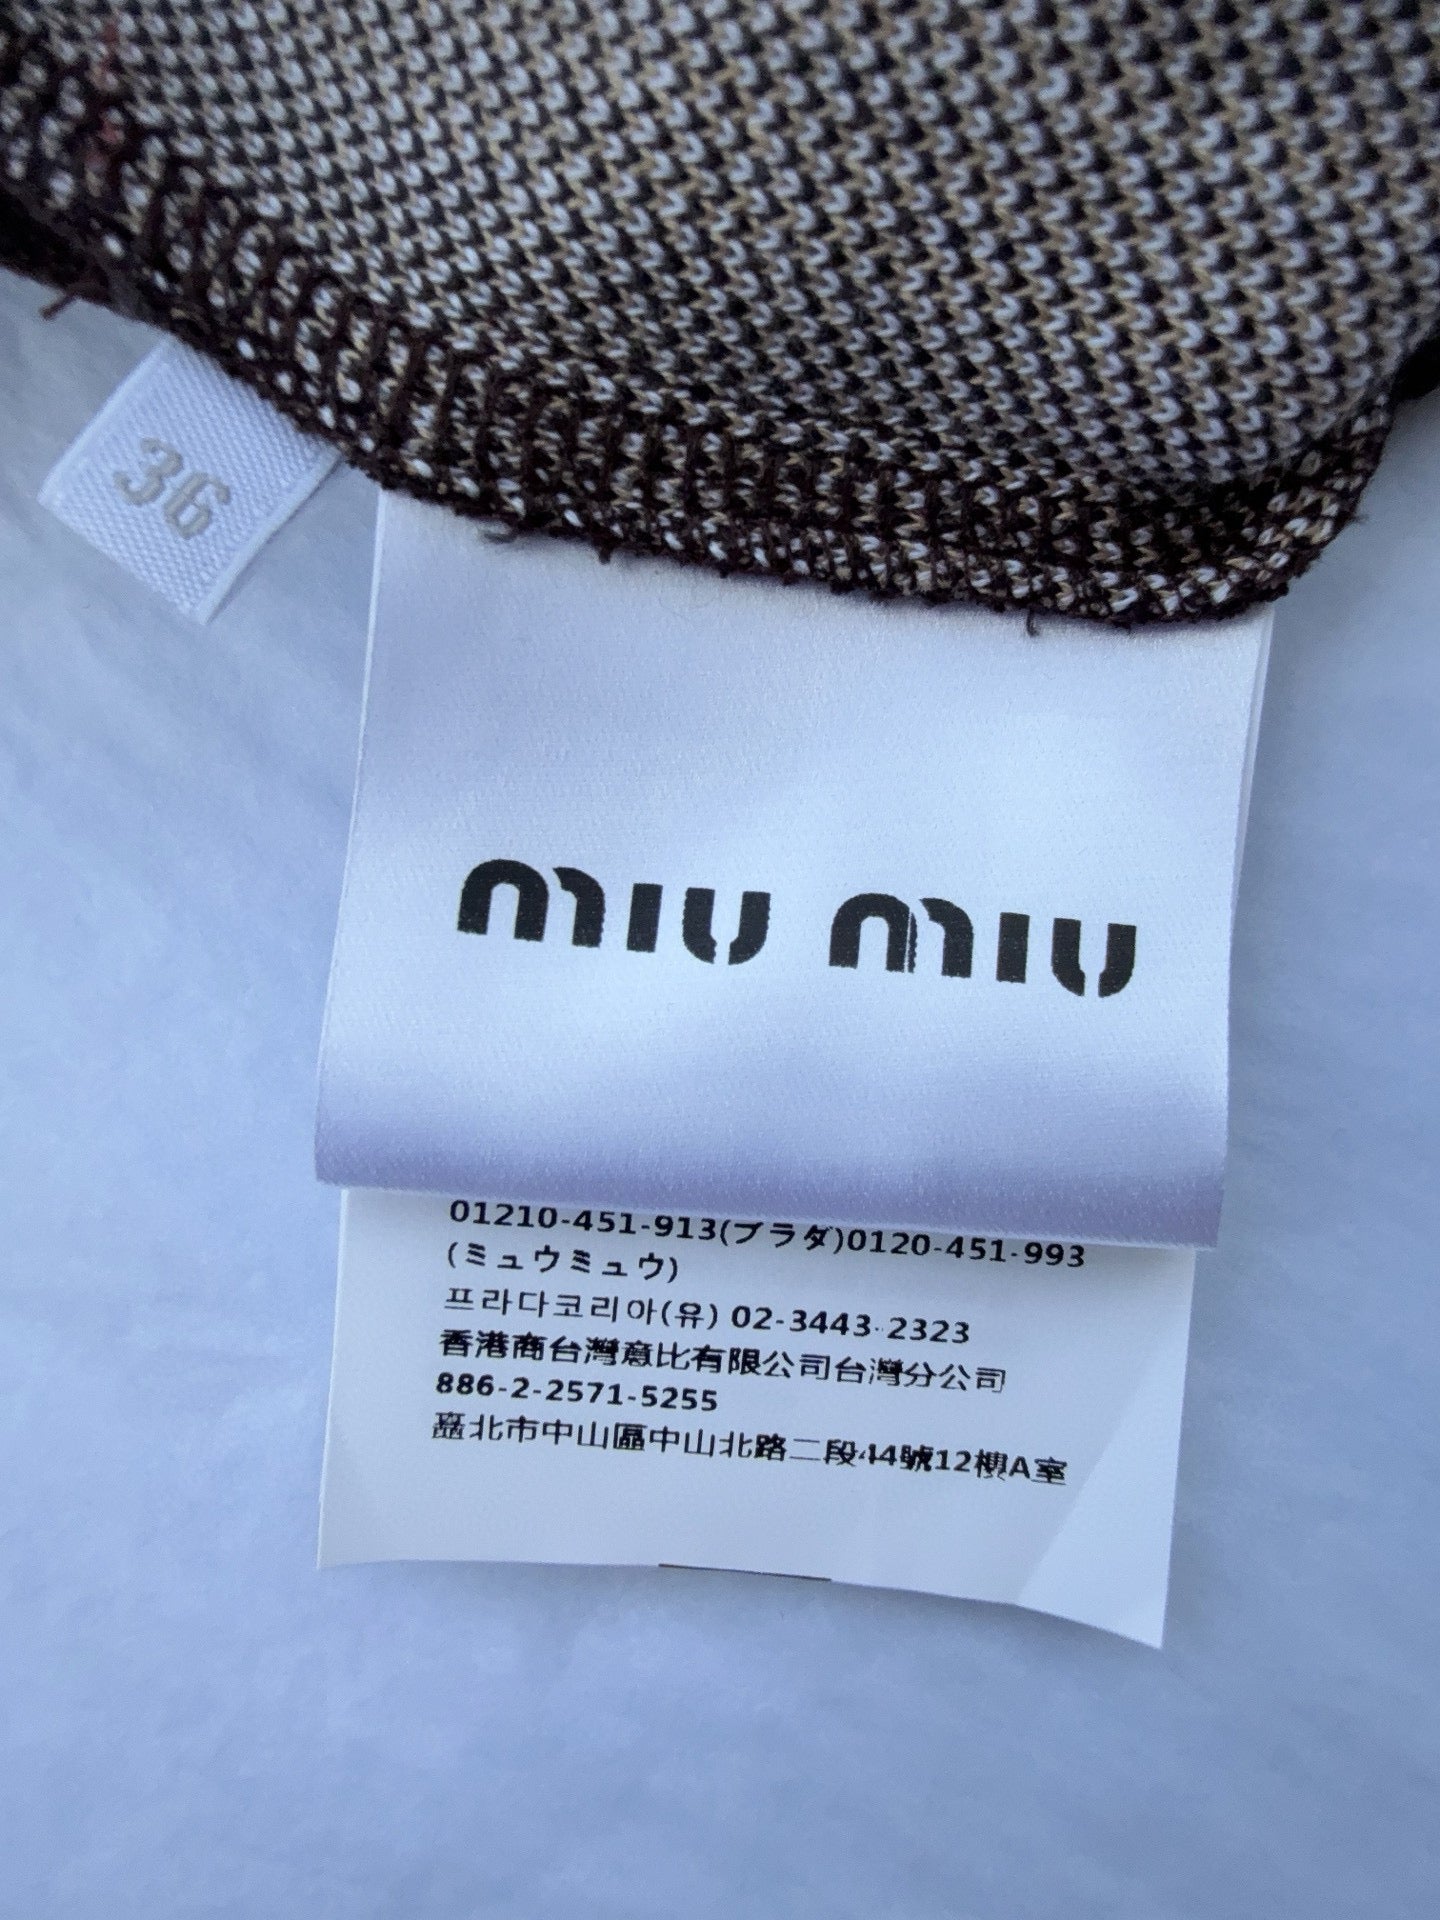 36
miu miu
01210-451-913(プラダ)0120-451-993
(ミュウミュウ)
프라다코리아(유) 02-3443-2323
香港商台灣意比有限公司台灣分公司
886-2-2571-5255
北市中山區中山北路二段44號12樓A室